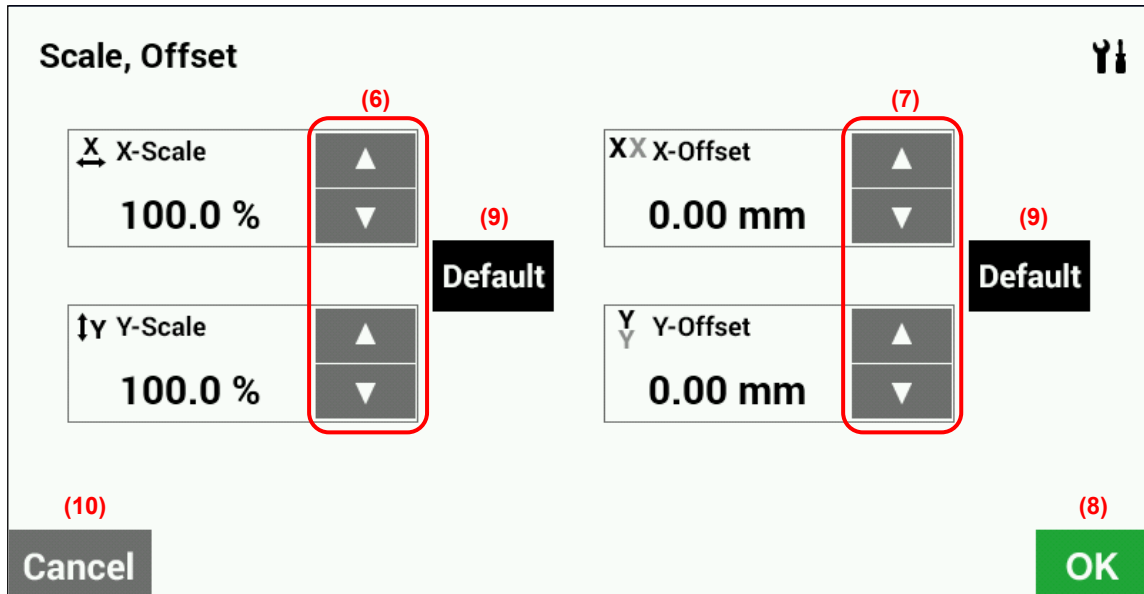 Scale, Offset
(6)
(7)
X
X-Scale
100.0 %
▲
▼
XX X-Offset
0.00 mm
▲
▼
(9)
Default
(9)
Default
Y Y-Scale
100.0 %
▲
▼
Y
Y
Y-Offset
0.00 mm
▲
▼
(10)
Cancel
(8)
OK